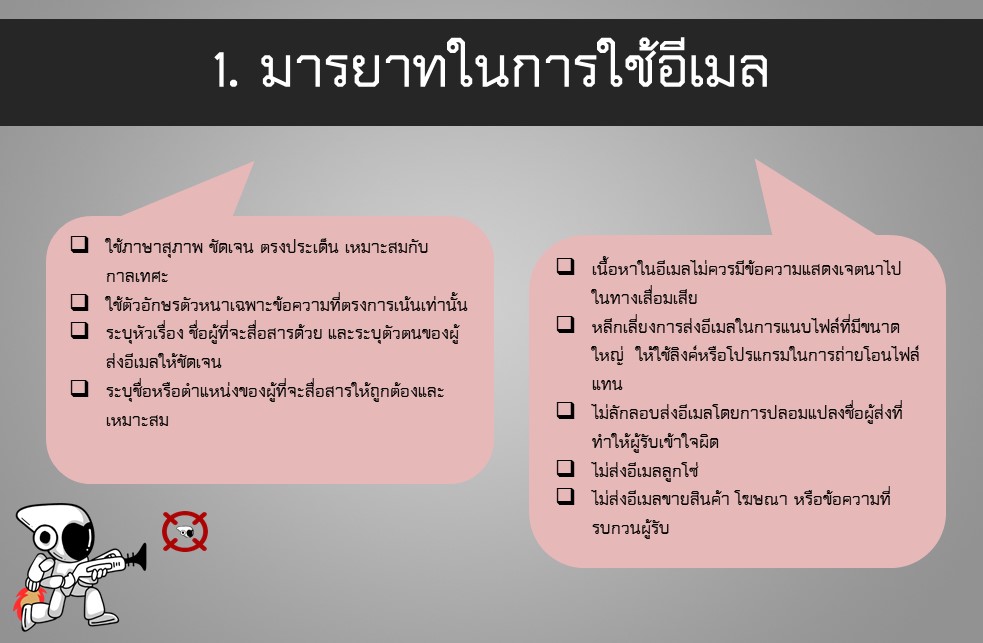 1. มารยาทในการใช้อีเมล
❑ ใช้ภาษาสุภาพ ชัดเจน ตรงประเด็น เหมาะสมกับ
กาลเทศะ
❑ ใช้ตัวอักษรตัวหนาเฉพาะข้อความที่ตรงการเน้นเท่านั้น
❑ ระบุหัวเรื่อง ชื่อผู้ที่จะสื่อสารด้วย และระบุตัวตนของผู้
ส่งอีเมลให้ชัดเจน
❑ ระบุชื่อหรือตำแหน่งของผู้ที่จะสื่อสารให้ถูกต้องและ
เหมาะสม
❑ เนื้อหาในอีเมลไม่ควรมีข้อความแสดงเจตนาไป
ในทางเสื่อมเสีย
❑ หลีกเลี่ยงการส่งอีเมลในการแนบไฟล์ที่มีขนาด
ใหญ่ ให้ใช้ลิงค์หรือโปรแกรมในการถ่ายโอนไฟล์
แทน
❑ ไม่ลักลอบส่งอีเมลโดยการปลอมแปลงชื่อผู้ส่งที่
ทำให้ผู้รับเข้าใจผิด
❑ ไม่ส่งอีเมลลูกโซ่
❑ ไม่ส่งอีเมลขายสินค้า โฆษณา หรือข้อความที่
รบกวนผู้รับ